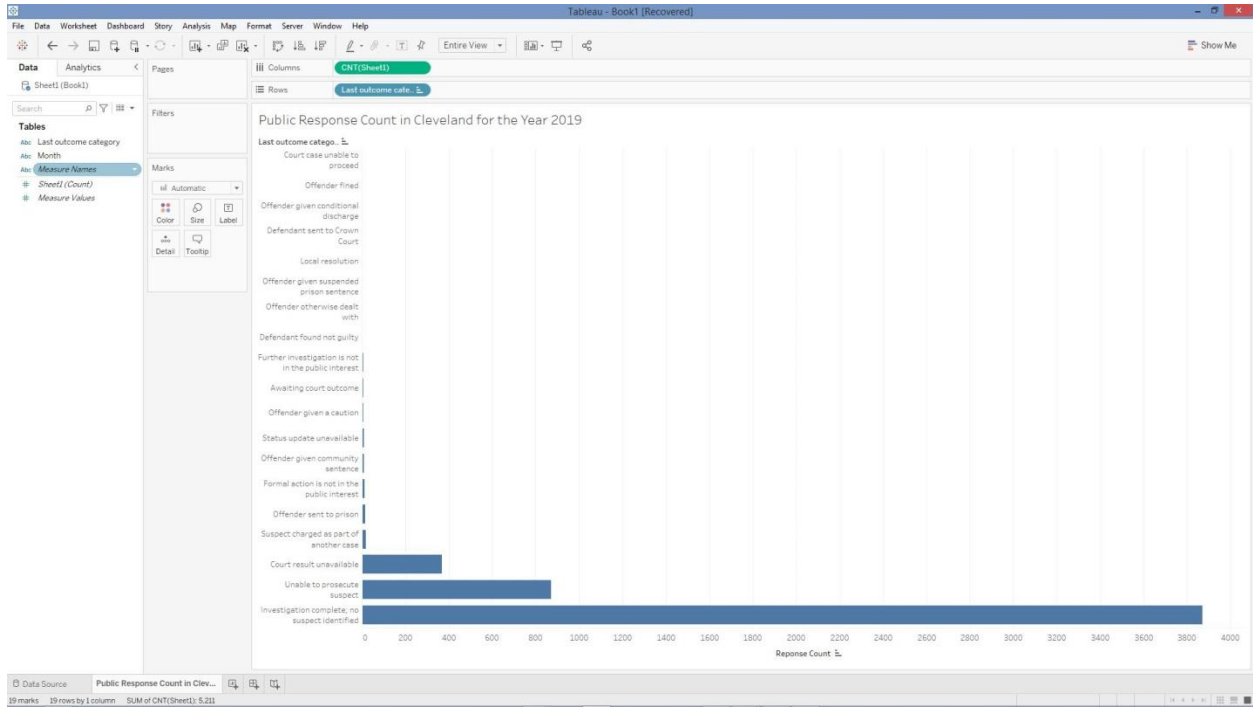 Tableau - Book1 [Recovered]
File Data Worksheet Dashboard Story Analysis Map Format Server Window Help
Entire View
Show Me
Data Analytics
Pages
Columns CNT(Sheet1)
Sheet1 (Book1)
Rows Last outcome cate..
Search
Filters
Public Response Count in Cleveland for the Year 2019
Tables
Last outcome catego..
Abc Last outcome category
Abc Month
Abc Measure Names
# Sheet1 (Count)
# Measure Values
Marks
Automatic
Color Size Label
Detail Tooltip
Court case unable to
proceed
Offender fined
Offender given conditional
discharge
Defendant sent to Crown
Court
Local resolution
Offender given suspended
prison sentence
Offender otherwise dealt
with
Defendant found not guilty
Further investigation is not
in the public interest
Awaiting court outcome
Offender given a caution
Status update unavailable
Offender given community
sentence
Formal action is not in the
public interest
Offender sent to prison
Suspect charged as part of
another case
Court result unavailable
Unable to prosecute
suspect
Investigation complete; no
suspect identified
0 200 400 600 800 1000 1200 1400 1600 1800 2000 2200 2400 2600 2800 3000 3200 3400 3600 3800 4000
Reponse Count
Data Source Public Response Count in Clev...
19 marks 19 rows by 1 column SUM of CNT(Sheet1): 5,211